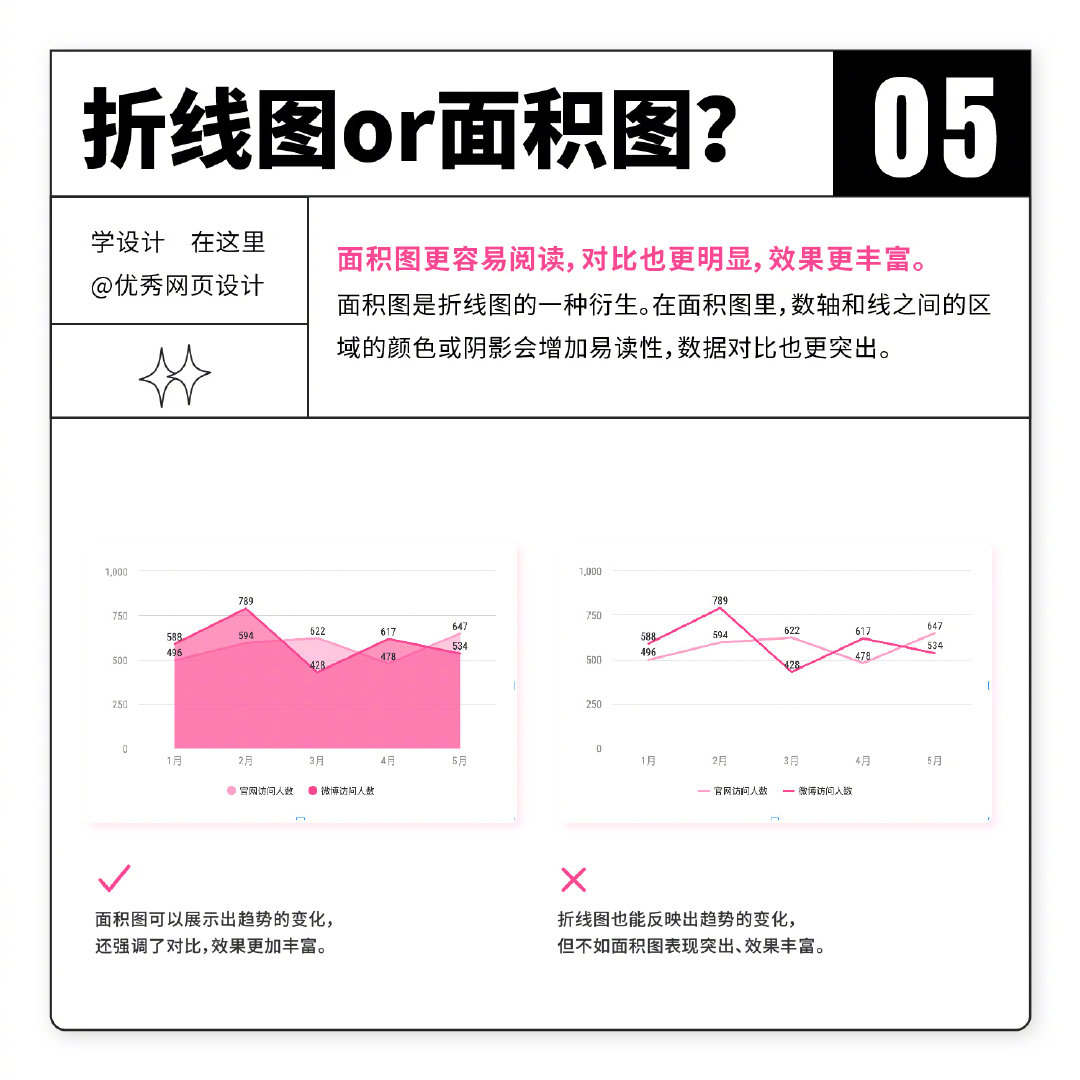 折线图or面积图？
05
学设计 在这里
@优秀网页设计
面积图更容易阅读，对比也更明显，效果更丰富。
面积图是折线图的一种衍生。在面积图里，数轴和线之间的区
域的颜色或阴影会增加易读性，数据对比也更突出。
1,000
750
500
250
0
588
496
789
594
622
428
617
478
647
534
1月 2月 3月 4月 5月
官网访问人数 微博访问人数
1,000
750
500
250
0
588
496
789
594
622
428
617
478
647
534
1月 2月 3月 4月 5月
官网访问人数 微博访问人数
面积图可以展示出趋势的变化，
还强调了对比，效果更加丰富。
折线图也能反映出趋势的变化，
但不如面积图表现突出、效果丰富。